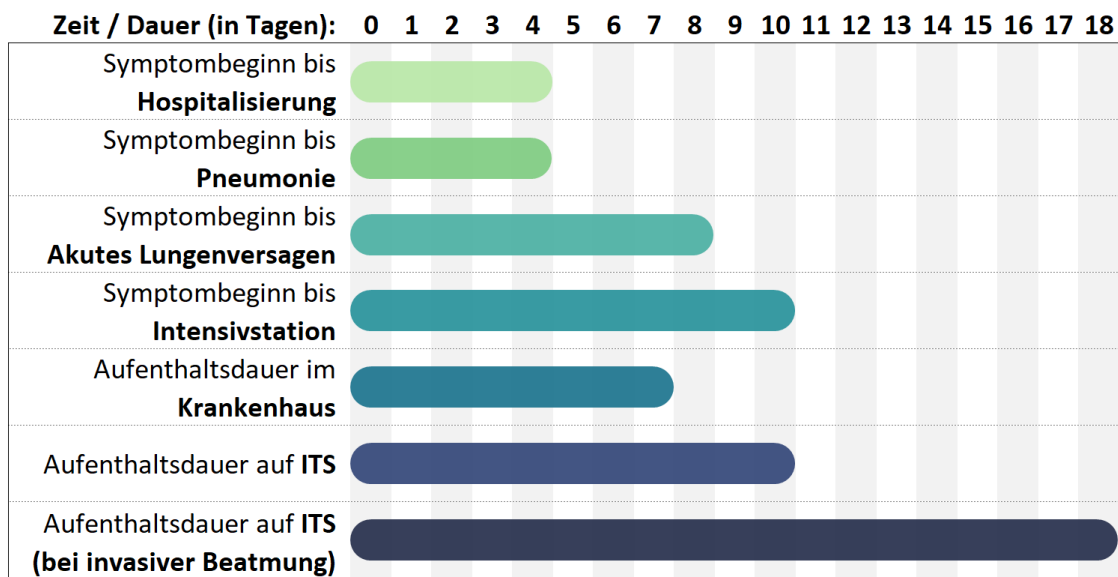 Zeit / Dauer (in Tagen): 0 1 2 3 4 5 6 7 8 9 10 11 12 13 14 15 16 17 18
Symptombeginn bis
Hospitalisierung
Symptombeginn bis
Pneumonie
Symptombeginn bis
Akutes Lungenversagen
Symptombeginn bis
Intensivstation
Aufenthaltsdauer im
Krankenhaus
Aufenthaltsdauer auf ITS
Aufenthaltsdauer auf ITS
(bei invasiver Beatmung)